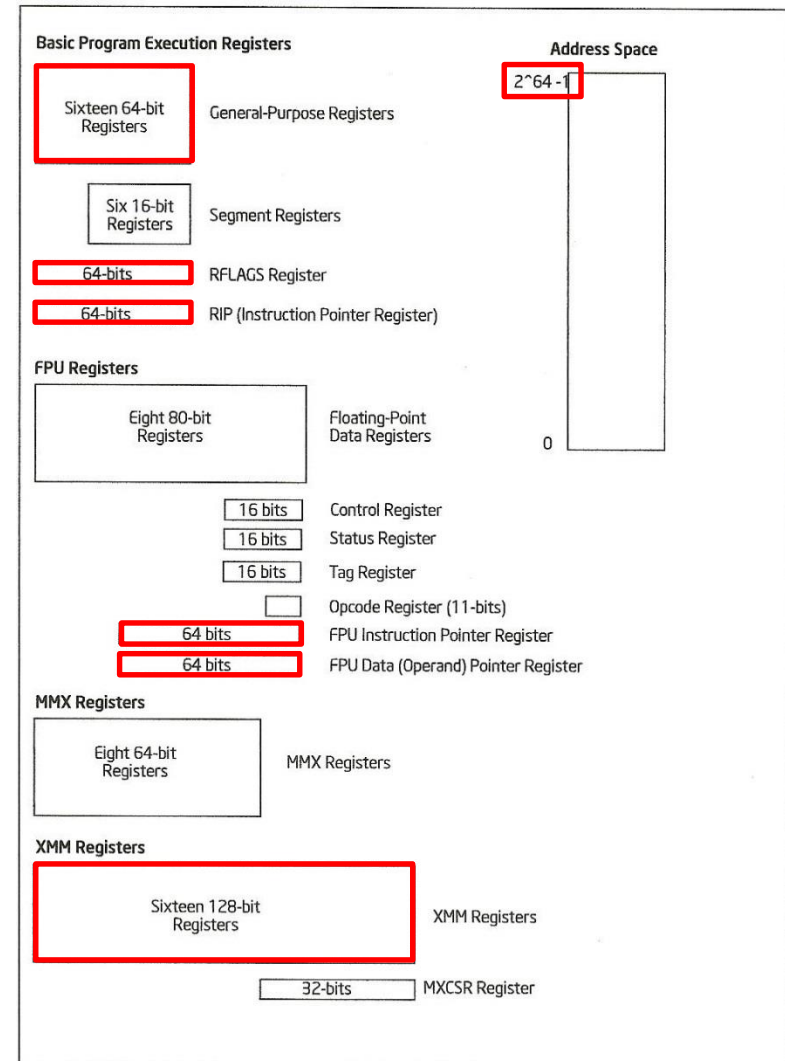 Basic Program Execution Registers
Address Space
2^64 -1
Sixteen 64-bit
Registers
General-Purpose Registers
Six 16-bit
Registers
Segment Registers
64-bits
RFLAGS Register
64-bits
RIP (Instruction Pointer Register)
FPU Registers
Eight 80-bit
Registers
Floating-Point
Data Registers
0
16 bits
Control Register
16 bits
Status Register
16 bits
Tag Register
Opcode Register (11-bits)
64 bits
FPU Instruction Pointer Register
64 bits
FPU Data (Operand) Pointer Register
MMX Registers
Eight 64-bit
Registers
MMX Registers
XMM Registers
Sixteen 128-bit
Registers
XMM Registers
32-bits
MXCSR Register